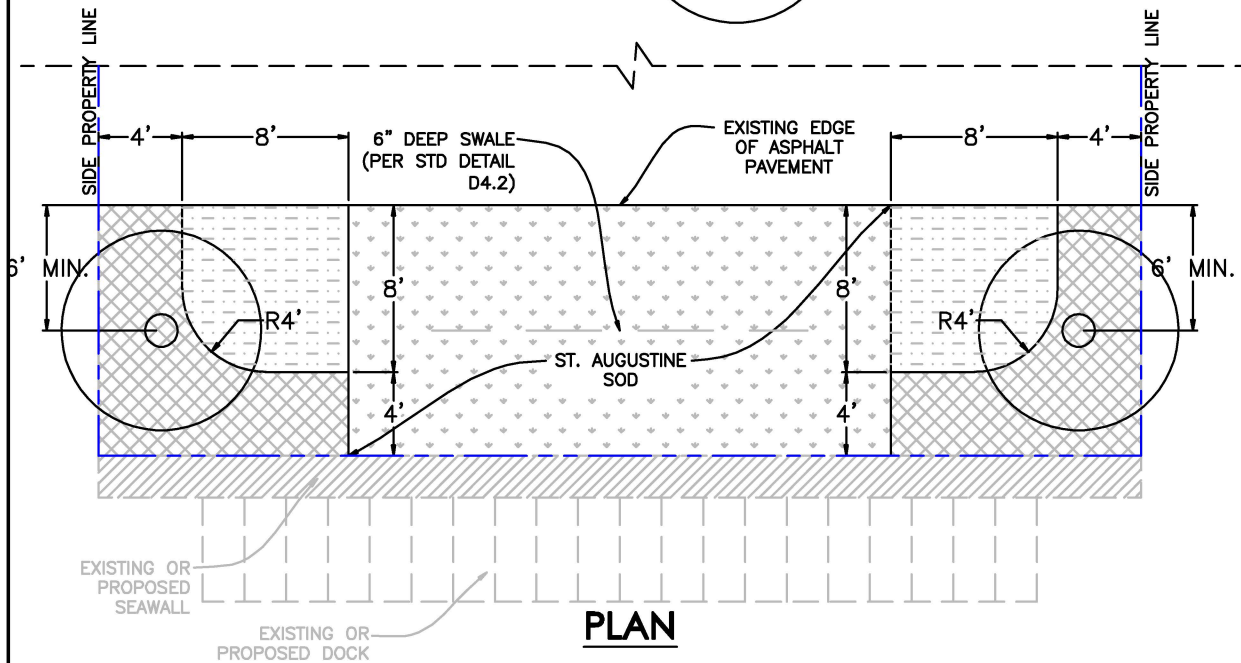 SIDE PROPERTY LINE
SIDE PROPERTY LINE
4'
8'
6" DEEP SWALE
(PER STD DETAIL
D4.2)
EXISTING EDGE
OF ASPHALT
PAVEMENT
8'
4'
6' MIN.
8'
8'
6' MIN.
R4'
R4'
ST. AUGUSTINE
SOD
4'
4'
EXISTING OR
PROPOSED
SEAWALL
EXISTING OR
PROPOSED DOCK
PLAN